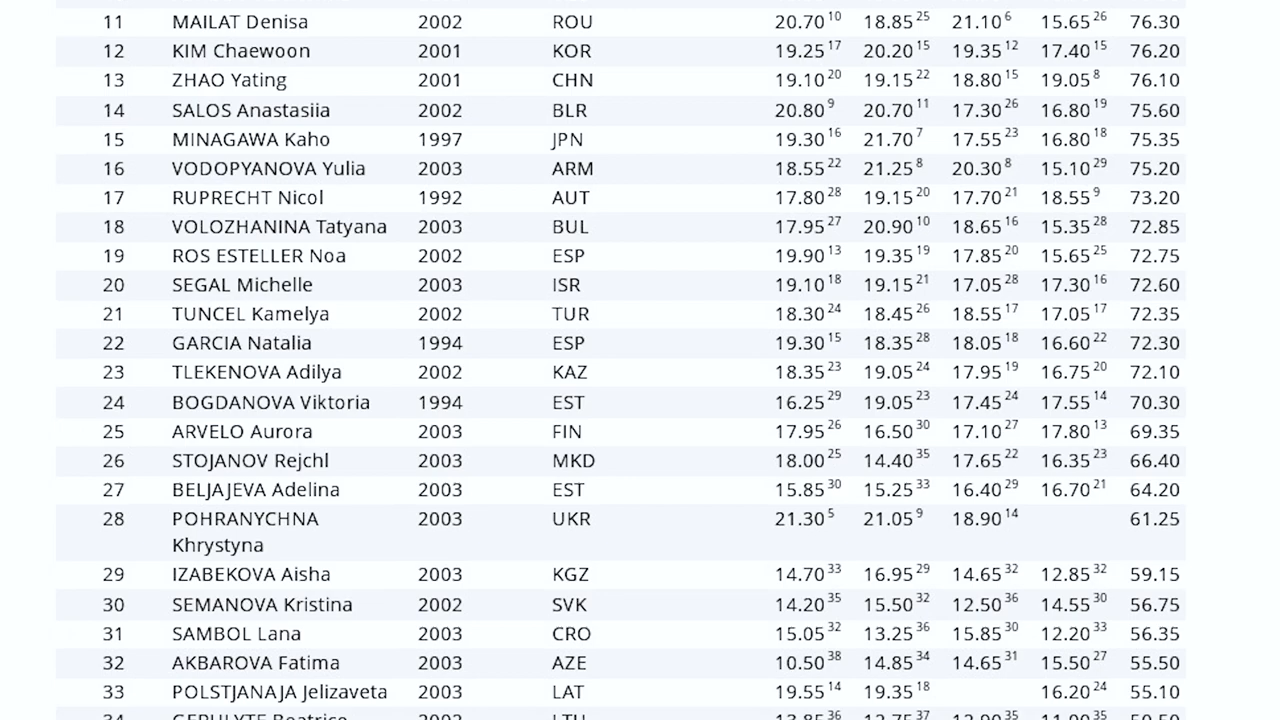 11 MAILAT Denisa 2002 ROU 20.70 10 18.85 25 21.10 6 15.65 26 76.30
12 KIM Chaewoon 2001 KOR 19.25 17 20.20 15 19.35 12 17.40 15 76.20
13 ZHAO Yating 2001 CHN 19.10 20 19.15 22 18.80 15 19.05 8 76.10
14 SALOS Anastasiia 2002 BLR 20.80 9 20.70 11 17.30 26 16.80 19 75.60
15 MINAGAWA Kaho 1997 JPN 19.30 16 21.70 7 17.55 23 16.80 18 75.35
16 VODOPYANOVA Yulia 2003 ARM 18.55 22 21.25 8 20.30 8 15.10 29 75.20
17 RUPRECHT Nicol 1992 AUT 17.80 28 19.15 20 17.70 21 18.55 9 73.20
18 VOLOZHANINA Tatyana 2003 BUL 17.95 27 20.90 10 18.65 16 15.35 28 72.85
19 ROS ESTELLER Noa 2002 ESP 19.90 13 19.35 19 17.85 20 15.65 25 72.75
20 SEGAL Michelle 2003 ISR 19.10 18 19.15 21 17.05 28 17.30 16 72.60
21 TUNCEL Kamelya 2002 TUR 18.30 24 18.45 26 18.55 17 17.05 17 72.35
22 GARCIA Natalia 1994 ESP 19.30 15 18.35 28 18.05 18 16.60 22 72.30
23 TLEKENOVA Adilya 2002 KAZ 18.35 23 19.05 24 17.95 19 16.75 20 72.10
24 BOGDANOVA Viktoria 1994 EST 16.25 29 19.05 23 17.45 24 17.55 14 70.30
25 ARVELO Aurora 2003 FIN 17.95 26 16.50 30 17.10 27 17.80 13 69.35
26 STOJANOV Rejchl 2003 MKD 18.00 25 14.40 35 17.65 22 16.35 23 66.40
27 BELJAJEVA Adelina 2003 EST 15.85 30 15.25 33 16.40 29 16.70 21 64.20
28 POHRANYCHNA 2003 UKR 21.30 5 21.05 9 18.90 14 61.25
Khrystyna
29 IZABEKOVA Aisha 2003 KGZ 14.70 33 16.95 29 14.65 32 12.85 32 59.15
30 SEMANOVA Kristina 2002 SVK 14.20 35 15.50 32 12.50 36 14.55 30 56.75
31 SAMBOL Lana 2003 CRO 15.05 32 13.25 36 15.85 30 12.20 33 56.35
32 AKBAROVA Fatima 2003 AZE 10.50 38 14.85 34 14.65 31 15.50 27 55.50
33 POLSTJANAJA Jelizaveta 2003 LAT 19.55 14 19.35 18 16.20 24 55.10